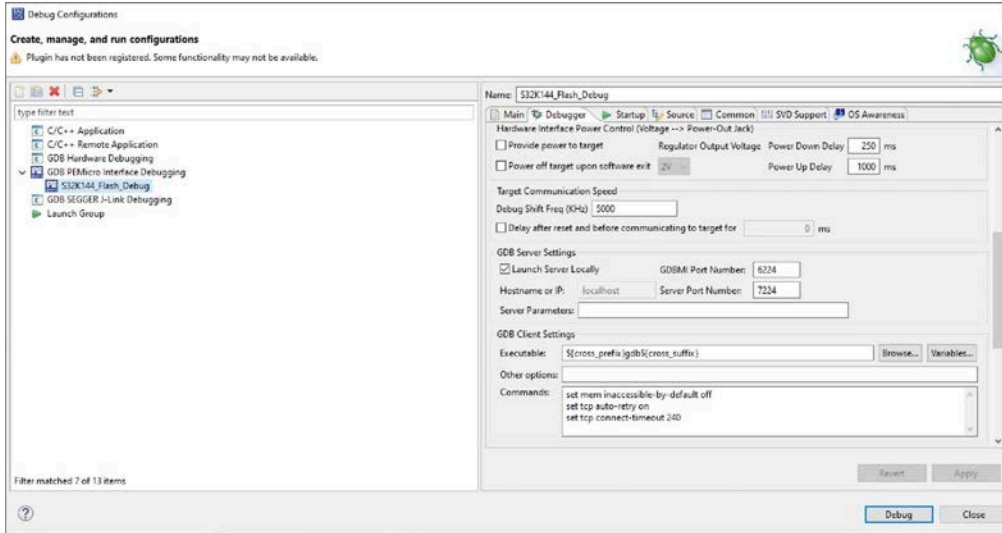 Debug Configurations
Create, manage, and run configurations
Plugin has not been registered. Some functionality may not be available.
type filter text
C/C++ Application
C/C++ Remote Application
GDB Hardware Debugging
GDB PEMicro Interface Debugging
S32K144_Flash_Debug
GDB SEGGER J-Link Debugging
Launch Group
Filter matched 7 of 13 items
Name: S32K144_Flash_Debug
Main Debugger Startup Source Common SVD Support OS Awareness
Hardware Interface Power Control (Voltage --> Power-Out Jack)
Provide power to target Regulator Output Voltage Power Down Delay 250 ms
Power off target upon software exit 2V Power Up Delay 1000 ms
Target Communication Speed
Debug Shift Freq (KHz) 5000
Delay after reset and before communicating to target for 0 ms
GDB Server Settings
Launch Server Locally GDBMI Port Number: 6224
Hostname or IP: localhost Server Port Number: 7224
Server Parameters:
GDB Client Settings
Executable: ${cross_prefix}gdb${cross_suffix} Browse... Variables...
Other options:
Commands: set mem inaccessible-by-default off
set tcp auto-retry on
set tcp connect-timeout 240
Revert Apply
Debug Close